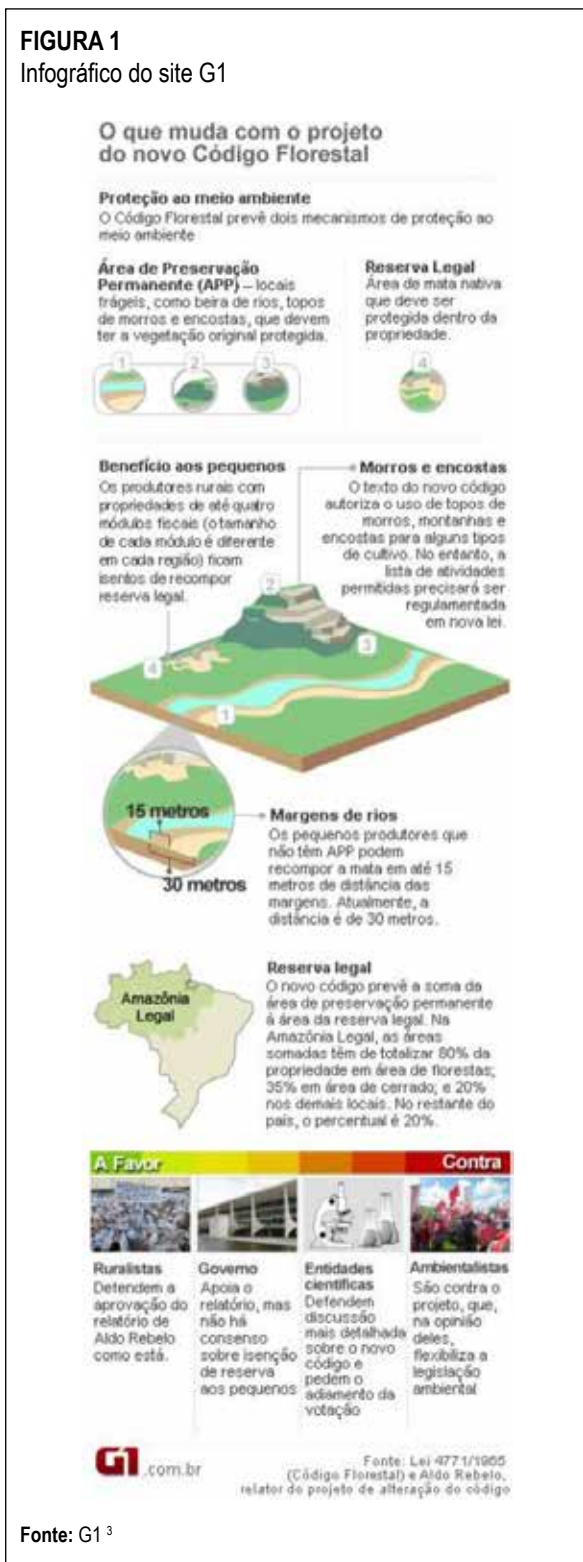 FIGURA 1
Infográfico do site G1
O que muda com o projeto
do novo Código Florestal
Proteção ao meio ambiente
O Código Florestal prevê dois mecanismos de proteção ao
meio ambiente
Área de Preservação
Permanente (APP) – locais
frágeis, como beira de rios, topos
de morros e encostas, que devem
ter a vegetação original protegida.
1
2
3
Reserva Legal
Área de mata nativa
que deve ser
protegida dentro da
propriedade.
4
Benefício aos pequenos
Os produtores rurais com
propriedades de até quatro
módulos fiscais (o tamanho
de cada módulo é diferente
em cada região) ficam
isentos de recompor
reserva legal.
Morros e encostas
O texto do novo código
autoriza o uso de topos de
morros, montanhas e
encostas para alguns tipos
de cultivo. No entanto, a
lista de atividades
permitidas precisará ser
regulamentada
em nova lei.
2
3
4
1
15 metros
30 metros
Margens de rios
Os pequenos produtores que
não têm APP podem
recompor a mata em até 15
metros de distância das
margens. Atualmente, a
distância é de 30 metros.
Amazônia
Legal
Reserva legal
O novo código prevê a soma da
área de preservação permanente
à área da reserva legal. Na
Amazônia Legal, as áreas
somadas têm de totalizar 80% da
propriedade em área de florestas;
35% em área de cerrado; e 20%
nos demais locais. No restante do
país, o percentual é 20%.
A Favor
Contra
Ruralistas
Defendem a
aprovação do
relatório de
Aldo Rebelo
como está.
Governo
Apoia o
relatório, mas
não há
consenso
sobre isenção
de reserva
aos pequenos
Entidades
científicas
Defendem
discussão
mais detalhada
sobre o novo
código e
pedem o
adiamento da
votação
Ambientalistas
São contra o
projeto, que,
na opinião
deles,
flexibiliza a
legislação
ambiental
G1.com.br
Fonte: Lei 4771/1965
(Código Florestal) e Aldo Rebelo,
relator do projeto de alteração do código
Fonte: G1 3